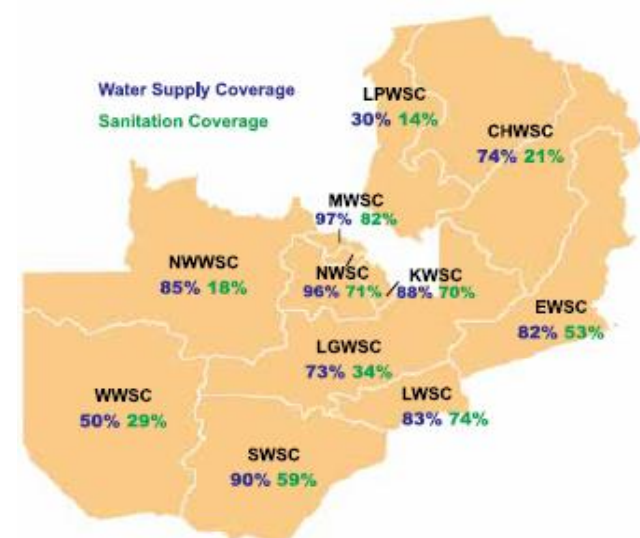 Water Supply Coverage
Sanitation Coverage
LPWSC
30% 14%
CHWSC
74% 21%
MWSC
97% 82%
NWWSC
85% 18%
NWSC
96% 71%
KWSC
88% 70%
EWSC
82% 53%
LGWSC
73% 34%
WWSC
50% 29%
LWSC
83% 74%
SWSC
90% 59%